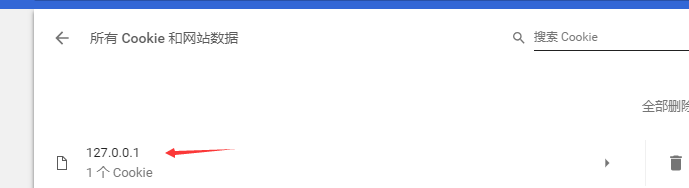 所有 Cookie 和网站数据
搜索 Cookie
全部删除
127.0.0.1
1 个 Cookie